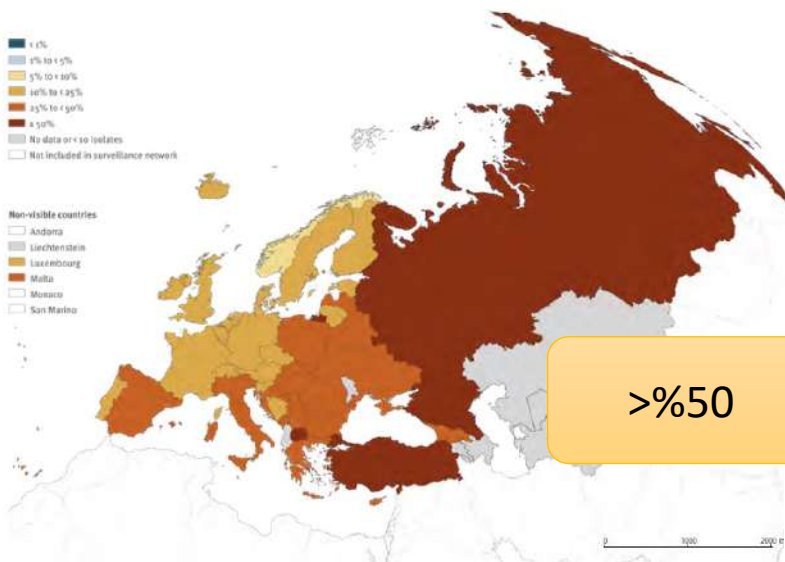 < 1%
1% to < 5%
5% to < 10%
10% to < 25%
25% to < 50%
≥ 50%
No data or < 10 isolates
Not included in surveillance network
Non-visible countries
Andorra
Liechtenstein
Luxembourg
Malta
Monaco
San Marino
>%50
0 1000 2000